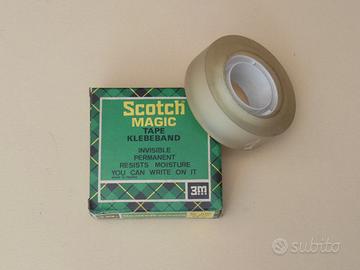 Scotch
MAGIC
TAPE
KLEBEBAND
INVISIBLE
PERMANENT
RESISTS MOISTURE
YOU CAN WRITE ON IT
3M
subito